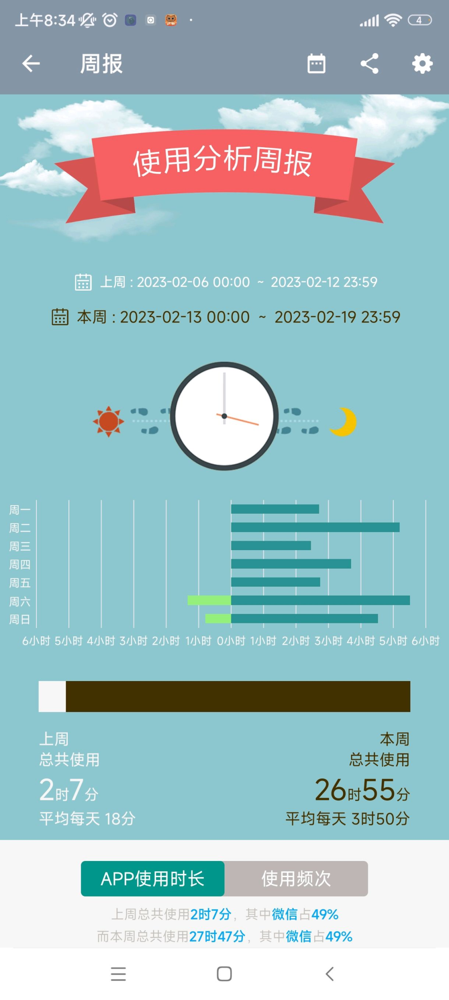 上午8:34
4
周报
使用分析周报
上周 : 2023-02-06 00:00 ~ 2023-02-12 23:59
本周 : 2023-02-13 00:00 ~ 2023-02-19 23:59
周一
周二
周三
周四
周五
周六
周日
6小时 5小时 4小时 3小时 2小时 1小时 0小时 1小时 2小时 3小时 4小时 5小时 6小时
上周
总共使用
2时7分
平均每天 18分
本周
总共使用
26时55分
平均每天 3时50分
APP使用时长
使用频次
上周总共使用2时7分，其中微信占49%
而本周总共使用27时47分，其中微信占49%